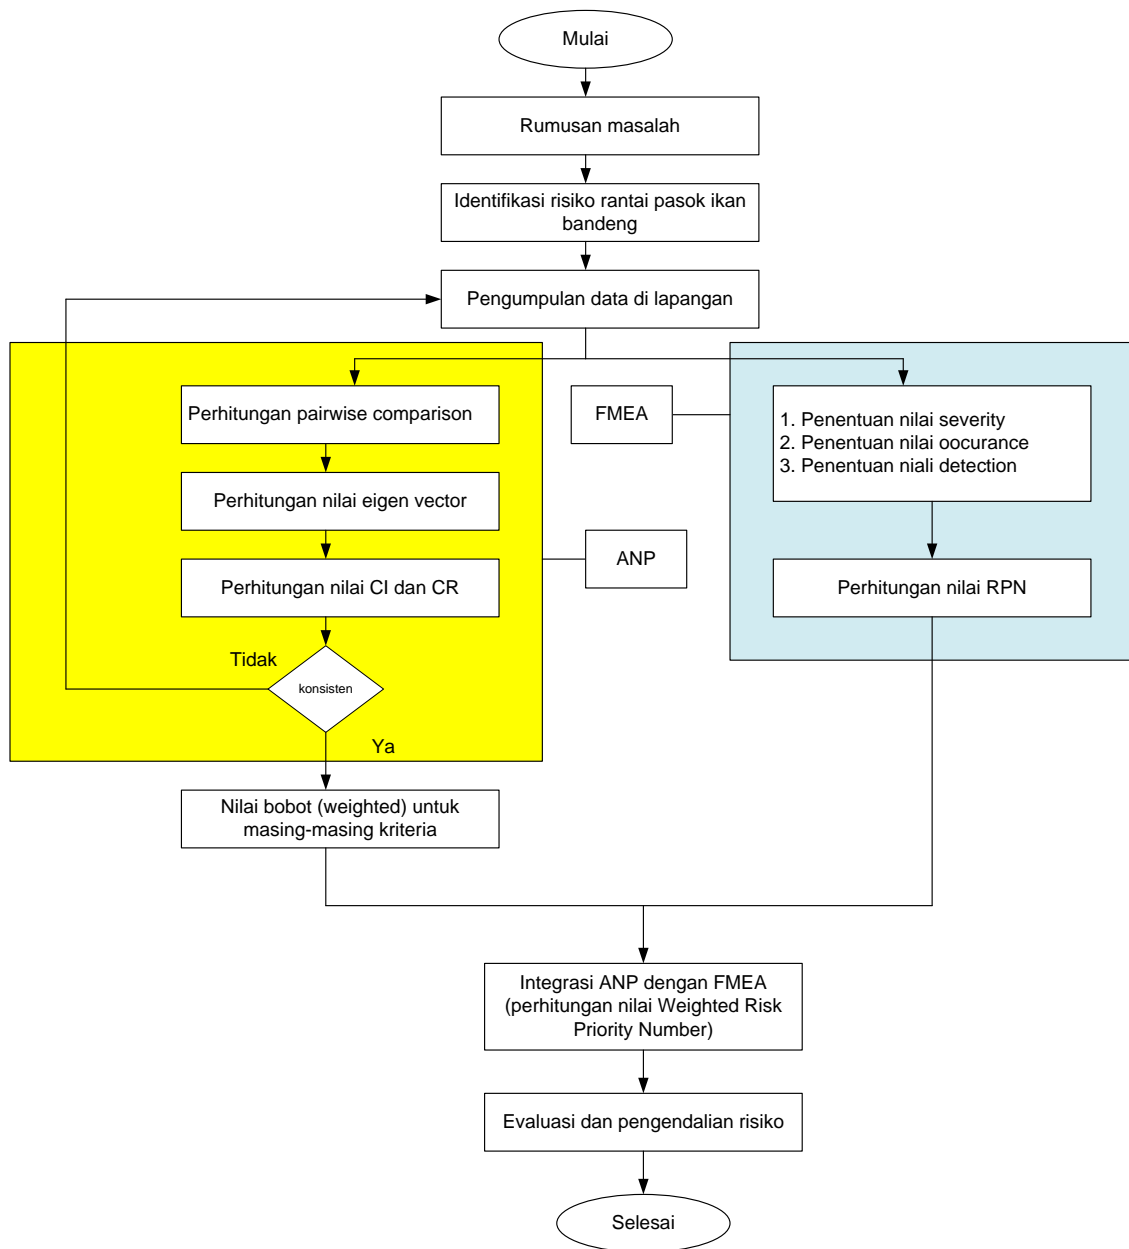 Mulai
Rumusan masalah
Identifikasi risiko rantai pasok ikan
bandeng
Pengumpulan data di lapangan
Perhitungan pairwise comparison
Perhitungan nilai eigen vector
Perhitungan nilai CI dan CR
Tidak
konsisten
Ya
Nilai bobot (weighted) untuk
masing-masing kriteria
FMEA
ANP
1. Penentuan nilai severity
2. Penentuan nilai oocurance
3. Penentuan niali detection
Perhitungan nilai RPN
Integrasi ANP dengan FMEA
(perhitungan nilai Weighted Risk
Priority Number)
Evaluasi dan pengendalian risiko
Selesai